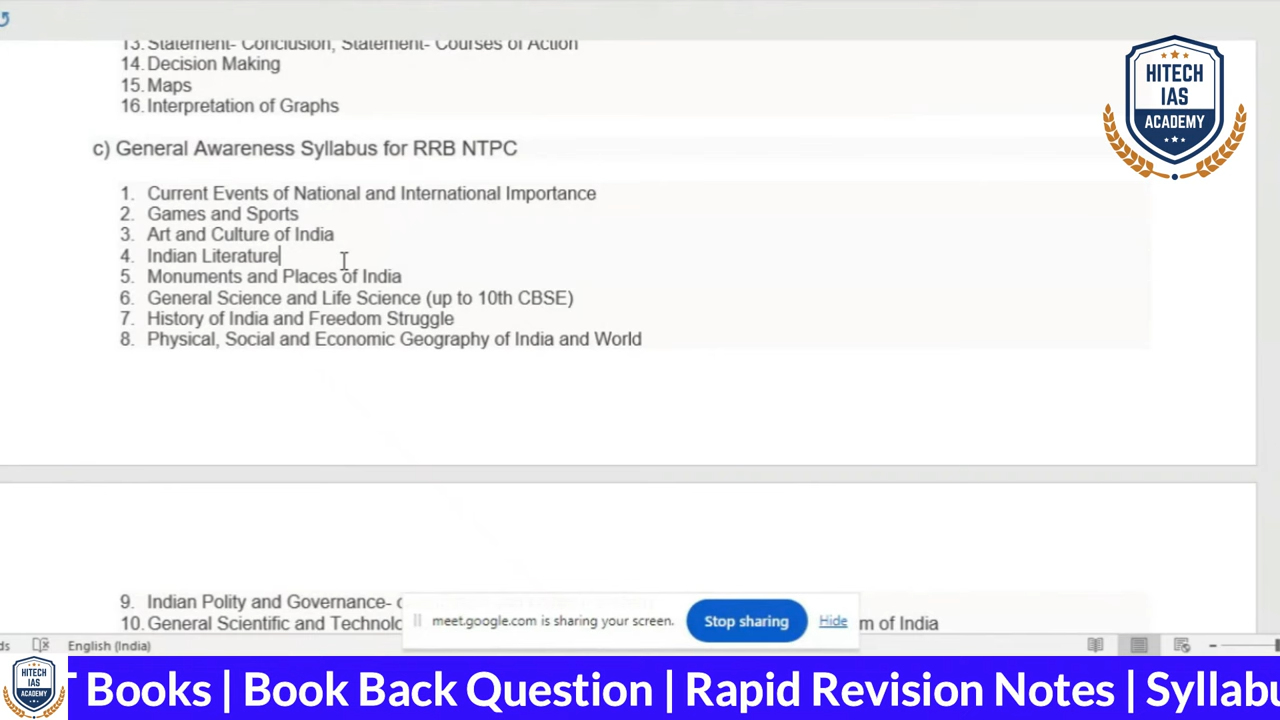 13. Statement- Conclusion, Statement- Courses of Action
14. Decision Making
15. Maps
16. Interpretation of Graphs
HITECH
IAS
ACADEMY
c) General Awareness Syllabus for RRB NTPC
1. Current Events of National and International Importance
2. Games and Sports
3. Art and Culture of India
4. Indian Literature
5. Monuments and Places of India
6. General Science and Life Science (up to 10th CBSE)
7. History of India and Freedom Struggle
8. Physical, Social and Economic Geography of India and World
9. Indian Polity and Governance-
10. General Scientific and Technolo
m of India
meet.google.com is sharing your screen. Stop sharing Hide
ds English (India)
HITECH
IAS
ACADEMY
Books | Book Back Question | Rapid Revision Notes | Syllabu